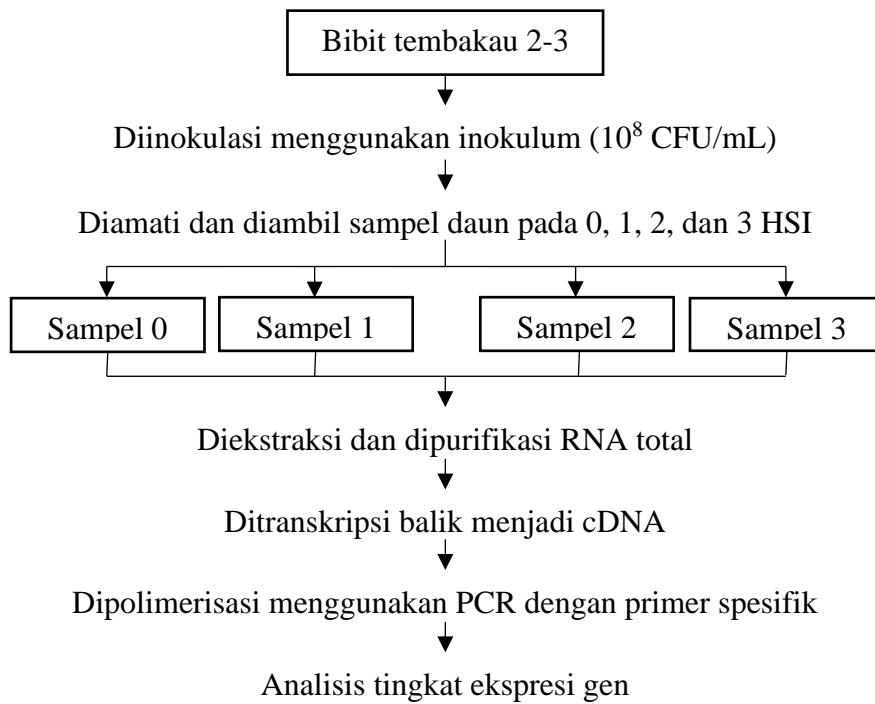 Bibit tembakau 2-3
Diinokulasi menggunakan inokulum (10⁸ CFU/mL)
Diamati dan diambil sampel daun pada 0, 1, 2, dan 3 HSI
Sampel 0 Sampel 1 Sampel 2 Sampel 3
Diekstraksi dan dipurifikasi RNA total
Ditranskripsi balik menjadi cDNA
Dipolimerisasi menggunakan PCR dengan primer spesifik
Analisis tingkat ekspresi gen